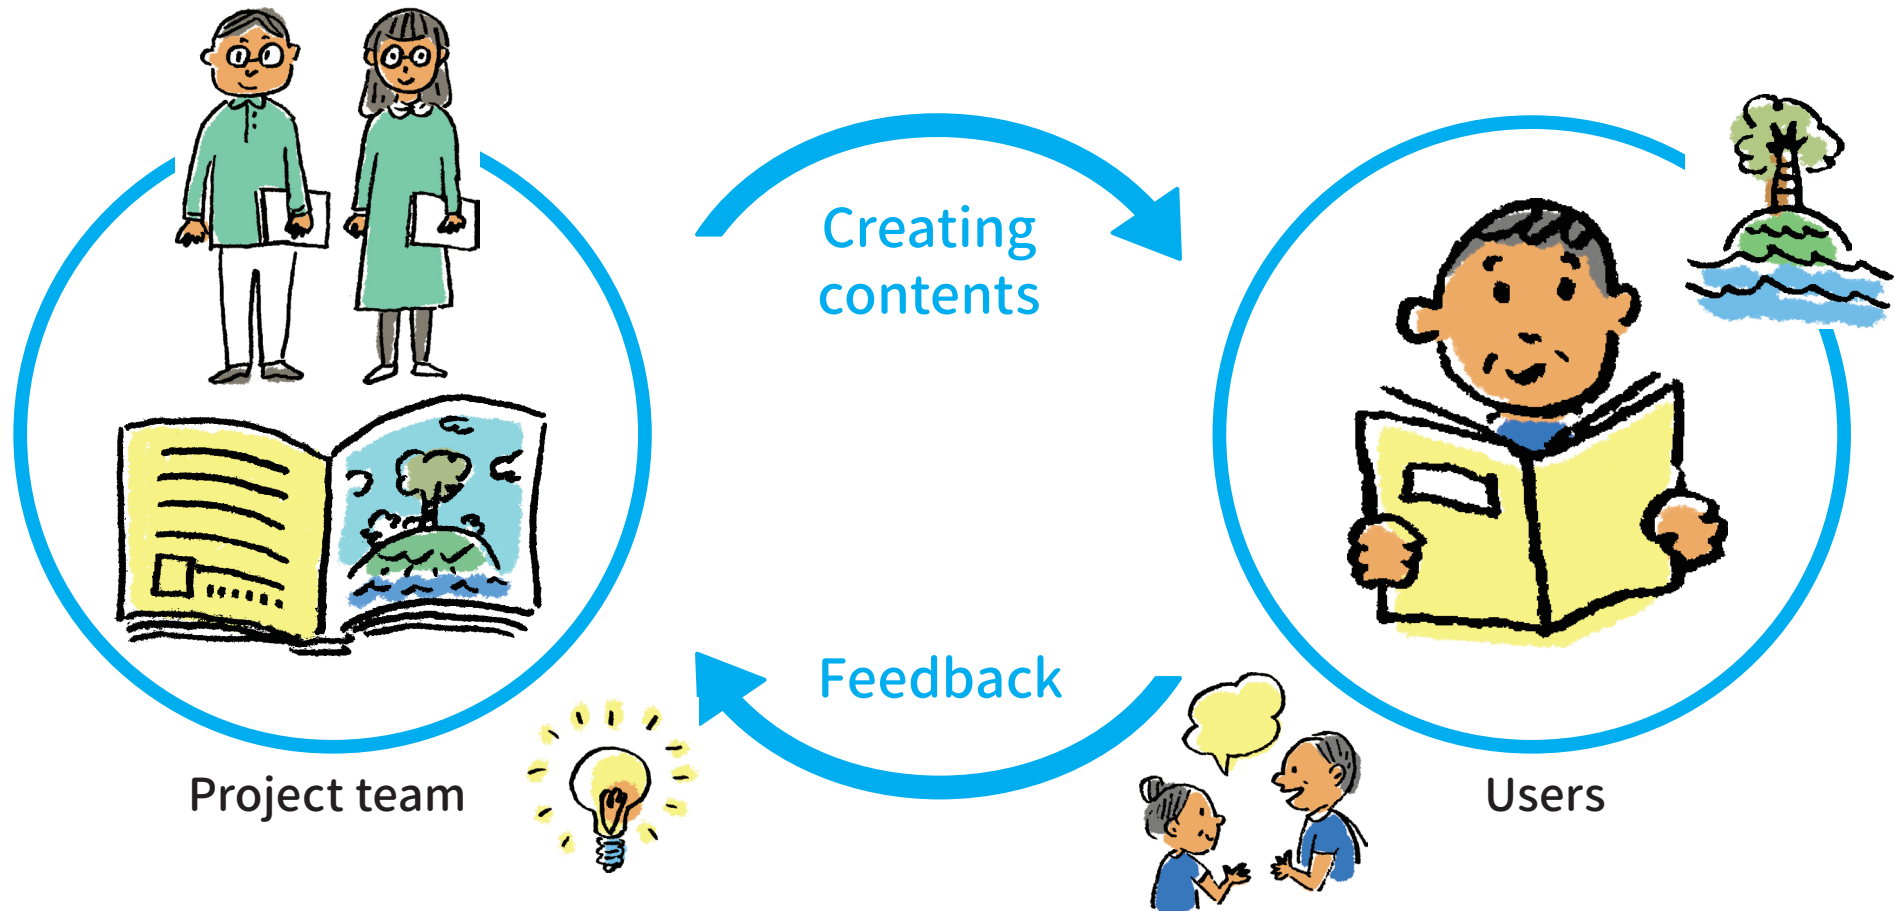 Creating
contents
Feedback
Project team
Users